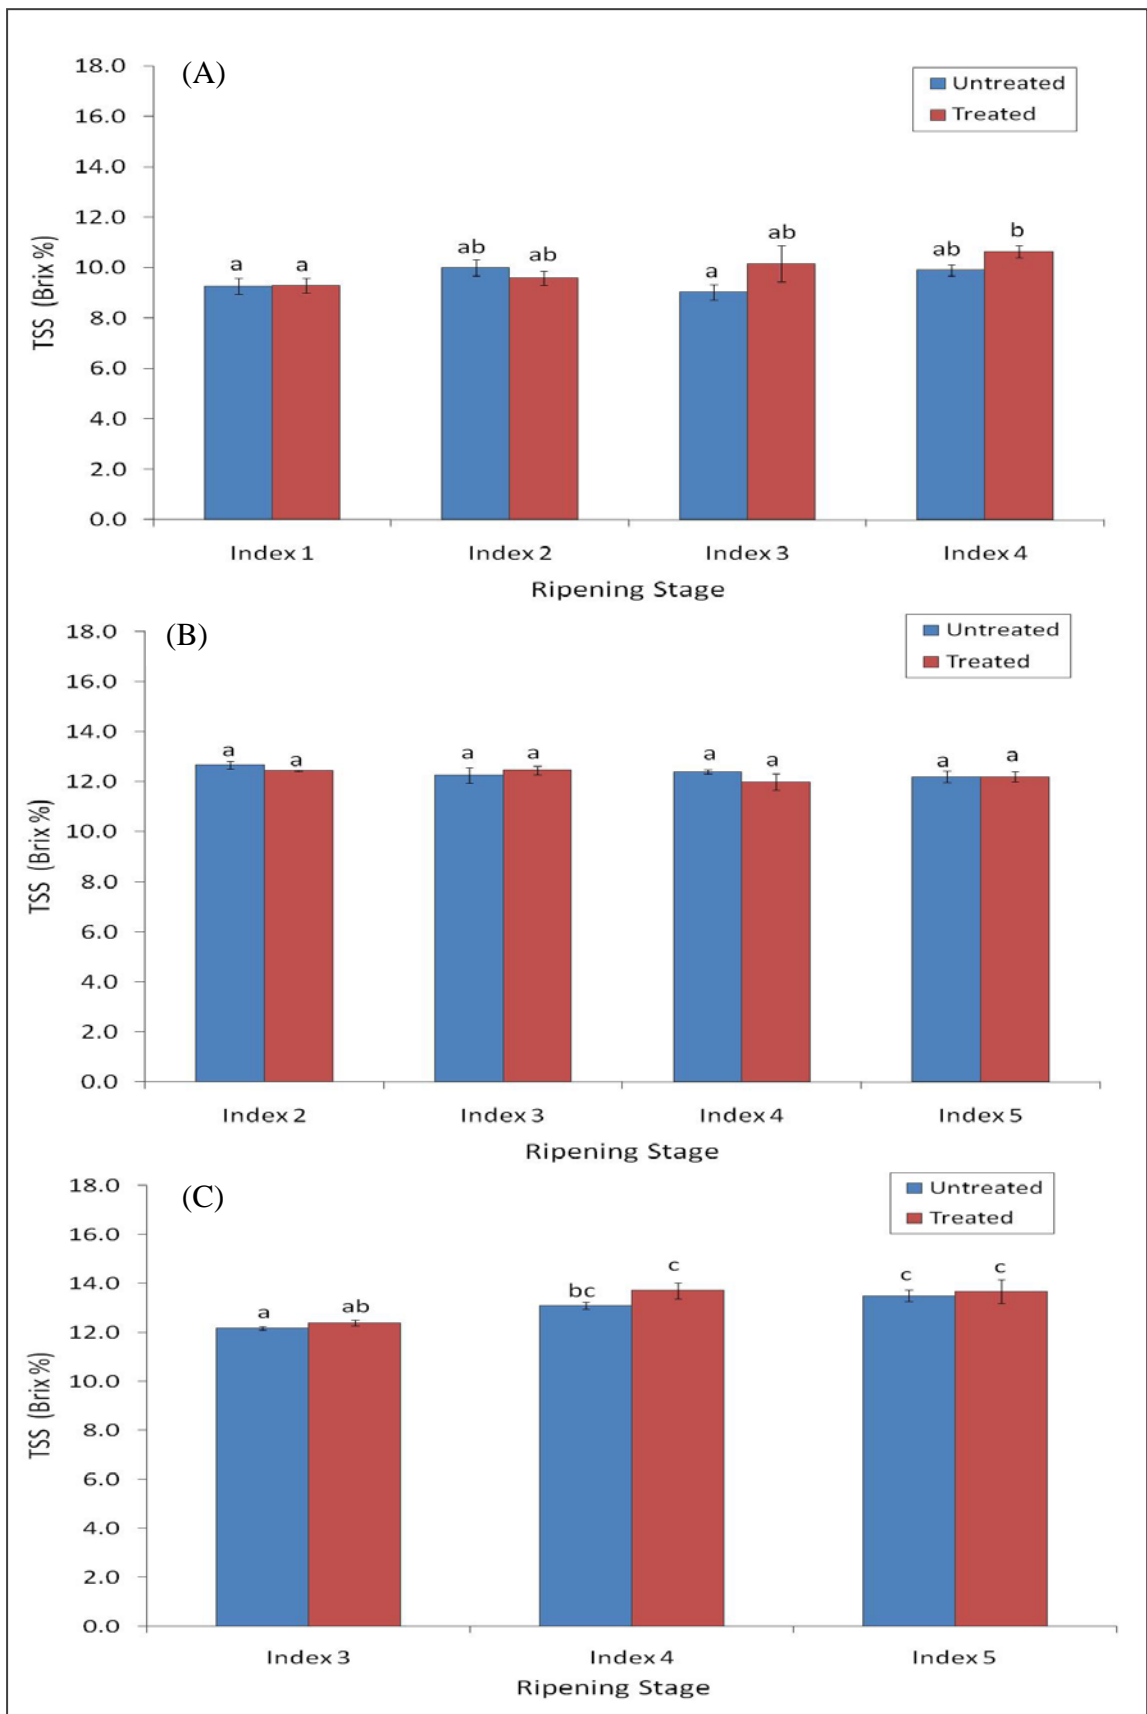 (A)
18.0
16.0
14.0
12.0
10.0
8.0
6.0
4.0
2.0
0.0
TSS (Brix %)
Untreated
Treated
a a ab ab a ab ab b
Index 1 Index 2 Index 3 Index 4
Ripening Stage
(B)
18.0
16.0
14.0
12.0
10.0
8.0
6.0
4.0
2.0
0.0
TSS (Brix %)
Untreated
Treated
a a a a a a a a
Index 2 Index 3 Index 4 Index 5
Ripening Stage
(C)
18.0
16.0
14.0
12.0
10.0
8.0
6.0
4.0
2.0
0.0
TSS (Brix %)
Untreated
Treated
a ab bc c c c
Index 3 Index 4 Index 5
Ripening Stage